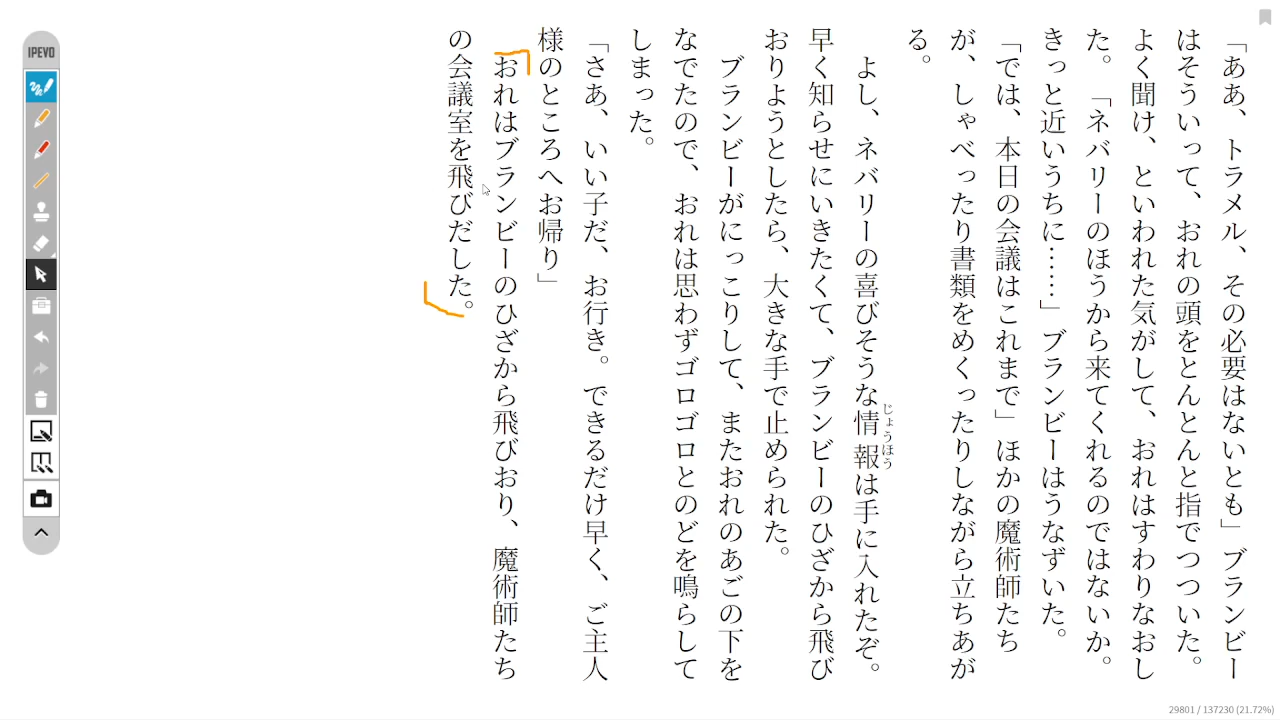 「ああ、トラメル、その必要はないとも」ブランビー
はそういって、おれの頭をとんとんと指でつついた。
よく聞け、といわれた気がして、おれはすわりなおし
た。「ネバリーのほうから来てくれるのではないか。
きっと近いうちに……」ブランビーはうなずいた。
「では、本日の会議はこれまで」ほかの魔術師たち
が、しゃべったり書類をめくったりしながら立ちあが
る。
よし、ネバリーの喜びそうな情報は手に入れたぞ。
じょうほう
早く知らせにいきたくて、ブランビーのひざから飛び
おりようとしたら、大きな手で止められた。
ブランビーがにっこりして、またおれのあごの下を
なでたので、おれは思わずゴロゴロとのどを鳴らして
しまった。
「さあ、いい子だ、お行き。できるだけ早く、ご主人
様のところへお帰り」
おれはブランビーのひざから飛びおり、魔術師たち
の会議室を飛びだした。
IPEVO
29801 / 137230 (21.72%)